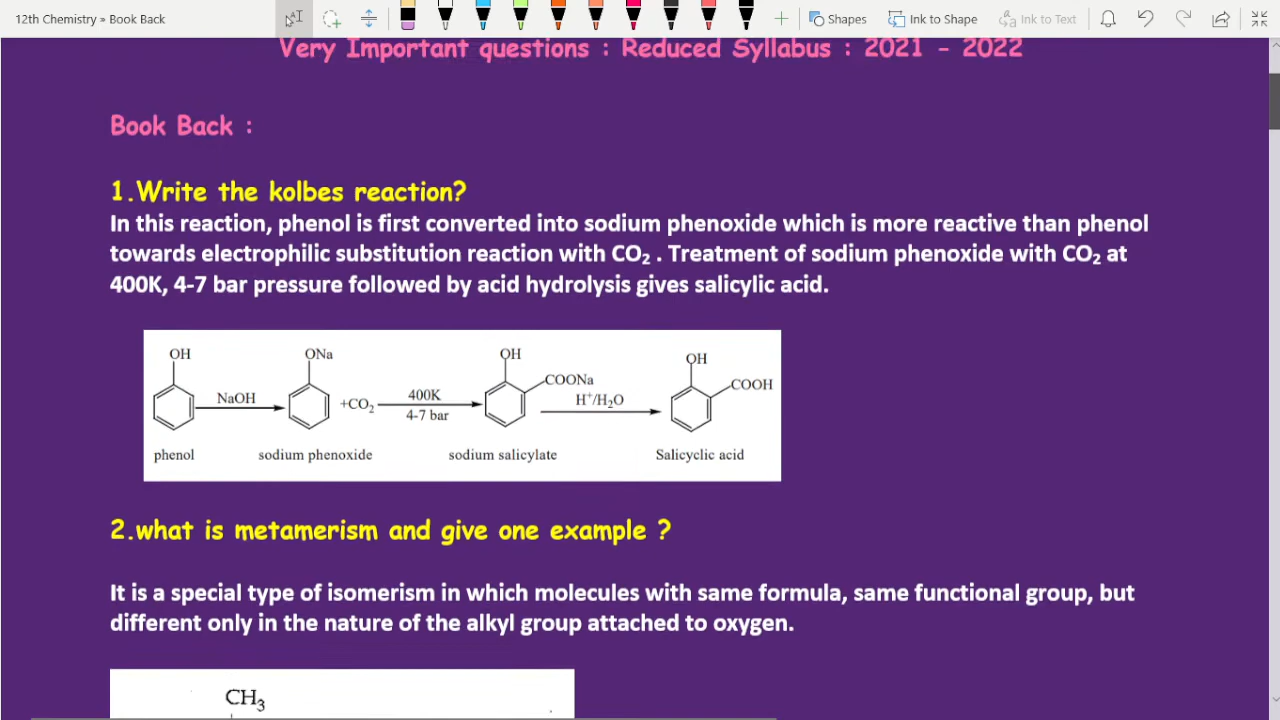 12th Chemistry » Book Back
Shapes
Ink to Shape
Ink to Text
Very Important questions : Reduced Syllabus : 2021 - 2022
Book Back :
1.Write the kolbes reaction?
In this reaction, phenol is first converted into sodium phenoxide which is more reactive than phenol
towards electrophilic substitution reaction with CO₂ . Treatment of sodium phenoxide with CO₂ at
400K, 4-7 bar pressure followed by acid hydrolysis gives salicylic acid.
OH
ONa
OH
OH
COONa
COOH
NaOH
+CO₂
400K
4-7 bar
H⁺/H₂O
phenol
sodium phenoxide
sodium salicylate
Salicyclic acid
2.what is metamerism and give one example ?
It is a special type of isomerism in which molecules with same formula, same functional group, but
different only in the nature of the alkyl group attached to oxygen.
CH₃